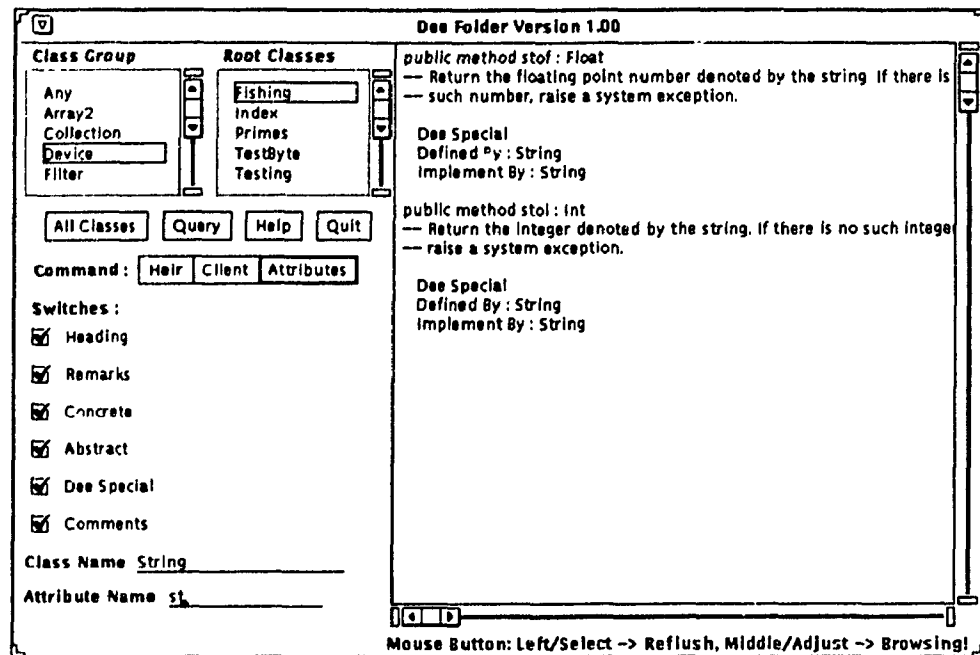 Dee Folder Version 1.00
Class Group
Root Classes
Any
Array2
Collection
Device
Filter
Fishing
Index
Primes
TestByte
Testing
All Classes
Query
Help
Quit
Command :
Heir
Client
Attributes
Switches :
Heading
Remarks
Concrete
Abstract
Dee Special
Comments
Class Name String
Attribute Name st
public method stof : Float
-- Return the floating point number denoted by the string If there is
-- such number, raise a system exception.
Dee Special
Defined By : String
Implement By : String
public method stoi : Int
-- Return the integer denoted by the string. If there is no such intege
-- raise a system exception.
Dee Special
Defined By : String
Implement By : String
Mouse Button: Left/Select -> Reflush, Middle/Adjust -> Browsing!